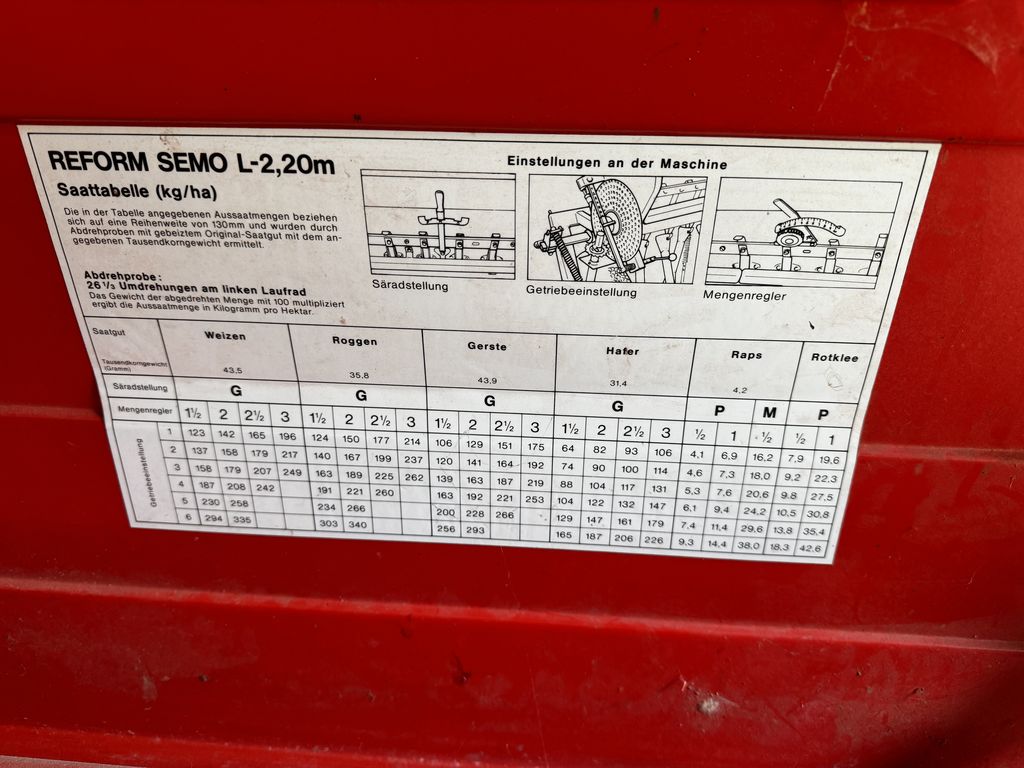 REFORM SEMO L-2,20m
Saattabelle (kg/ha)
Die in der Tabelle angegebenen Aussaatmengen beziehen
sich auf eine Reihenweite von 130mm und wurden durch
Abdrehproben mit gebeiztem Original-Saatgut mit dem an-
gegebenen Tausendkorngewicht ermittelt.
Abdrehprobe:
26 1/3 Umdrehungen am linken Laufrad
Das Gewicht der abgedrehten Menge mit 100 multipliziert
ergibt die Aussaatmenge in Kilogramm pro Hektar.
Einstellungen an der Maschine
Säradstellung
Getriebeeinstellung
Mengenregler
Saatgut Weizen Roggen Gerste Hafer Raps Rotklee
Tausendkorngewicht
(Gramm) 43,5 35,8 43,9 31,4 4,2
Säradstellung G G G G P M P
Mengenregler 1½ 2 2½ 3 1½ 2 2½ 3 1½ 2 2½ 3 1½ 2 2½ 3 ½ 1 ½ ½ 1
Getriebeeinstellung
1 123 142 165 196 124 150 177 214 106 129 151 175 64 82 93 106 4,1 6,9 16,2 7,9 19,6
2 137 158 179 217 140 167 199 237 120 141 164 192 74 90 100 114 4,6 7,3 18,0 9,2 22,3
3 158 179 207 249 163 189 225 262 139 163 187 219 88 104 117 131 5,3 7,6 20,6 9,8 27,5
4 187 208 242 191 221 260 163 192 221 253 104 122 132 147 6,1 9,4 24,2 10,5 30,8
5 230 258 234 266 200 228 266 129 147 161 179 7,4 11,4 29,6 13,8 35,4
6 294 335 303 340 256 293 165 187 206 226 9,3 14,4 38,0 18,3 42,6